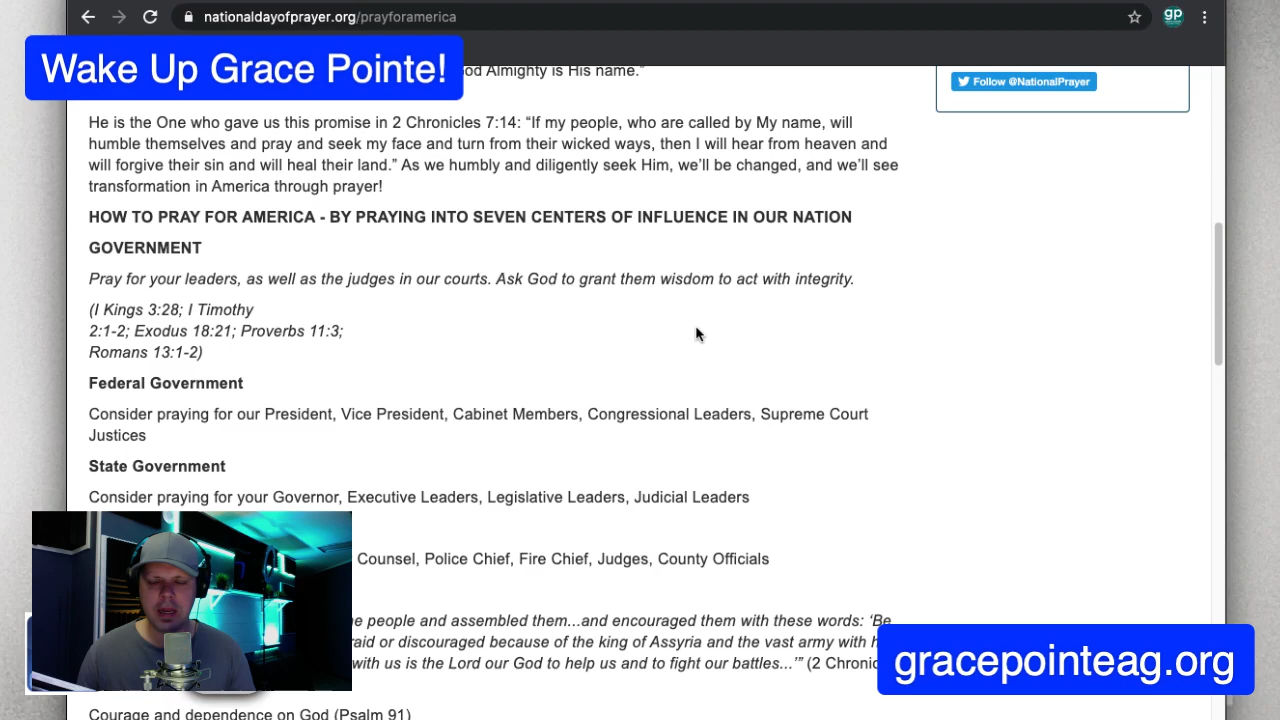 nationaldayofprayer.org/prayforamerica
gp
Wake Up Grace Pointe!
od Almighty is His name."
Follow @NationalPrayer
He is the One who gave us this promise in 2 Chronicles 7:14: “If my people, who are called by My name, will
humble themselves and pray and seek my face and turn from their wicked ways, then I will hear from heaven and
will forgive their sin and will heal their land.” As we humbly and diligently seek Him, we’ll be changed, and we’ll see
transformation in America through prayer!
HOW TO PRAY FOR AMERICA - BY PRAYING INTO SEVEN CENTERS OF INFLUENCE IN OUR NATION
GOVERNMENT
Pray for your leaders, as well as the judges in our courts. Ask God to grant them wisdom to act with integrity.
(I Kings 3:28; I Timothy
2:1-2; Exodus 18:21; Proverbs 11:3;
Romans 13:1-2)
Federal Government
Consider praying for our President, Vice President, Cabinet Members, Congressional Leaders, Supreme Court
Justices
State Government
Consider praying for your Governor, Executive Leaders, Legislative Leaders, Judicial Leaders
Counsel, Police Chief, Fire Chief, Judges, County Officials
people and assembled them...and encouraged them with these words: ‘Be
or discouraged because of the king of Assyria and the vast army with
with us is the Lord our God to help us and to fight our battles...’” (2 Chronic
gracepointeag.org
Courage and dependence on God (Psalm 91)